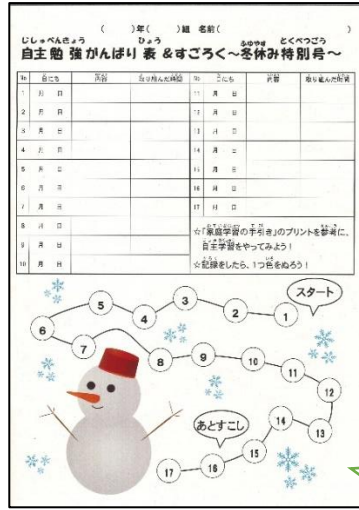 （　　）年（　　）組　名前（　　　　　　　）
じしゅべんきょう　ひょう　ふゆやす　とくべつごう
自主勉強がんばり表&すごろく～冬休み特別号～
No　日にち　内容　取り組んだ時間　No　日にち　内容　取り組んだ時間
1　月　日　11　月　日
2　月　日　12　月　日
3　月　日　13　月　日
4　月　日　14　月　日
5　月　日　15　月　日
6　月　日　16　月　日
7　月　日　17　月　日
8　月　日
9　月　日
10　月　日
☆「家庭学習の手引き」のプリントを参考に、
自主学習をやってみよう！
☆記録をしたら、1つ色をぬろう！
スタート
1
2
3
4
5
6
7
8
9
10
11
12
13
14
15
16
17
あとすこし